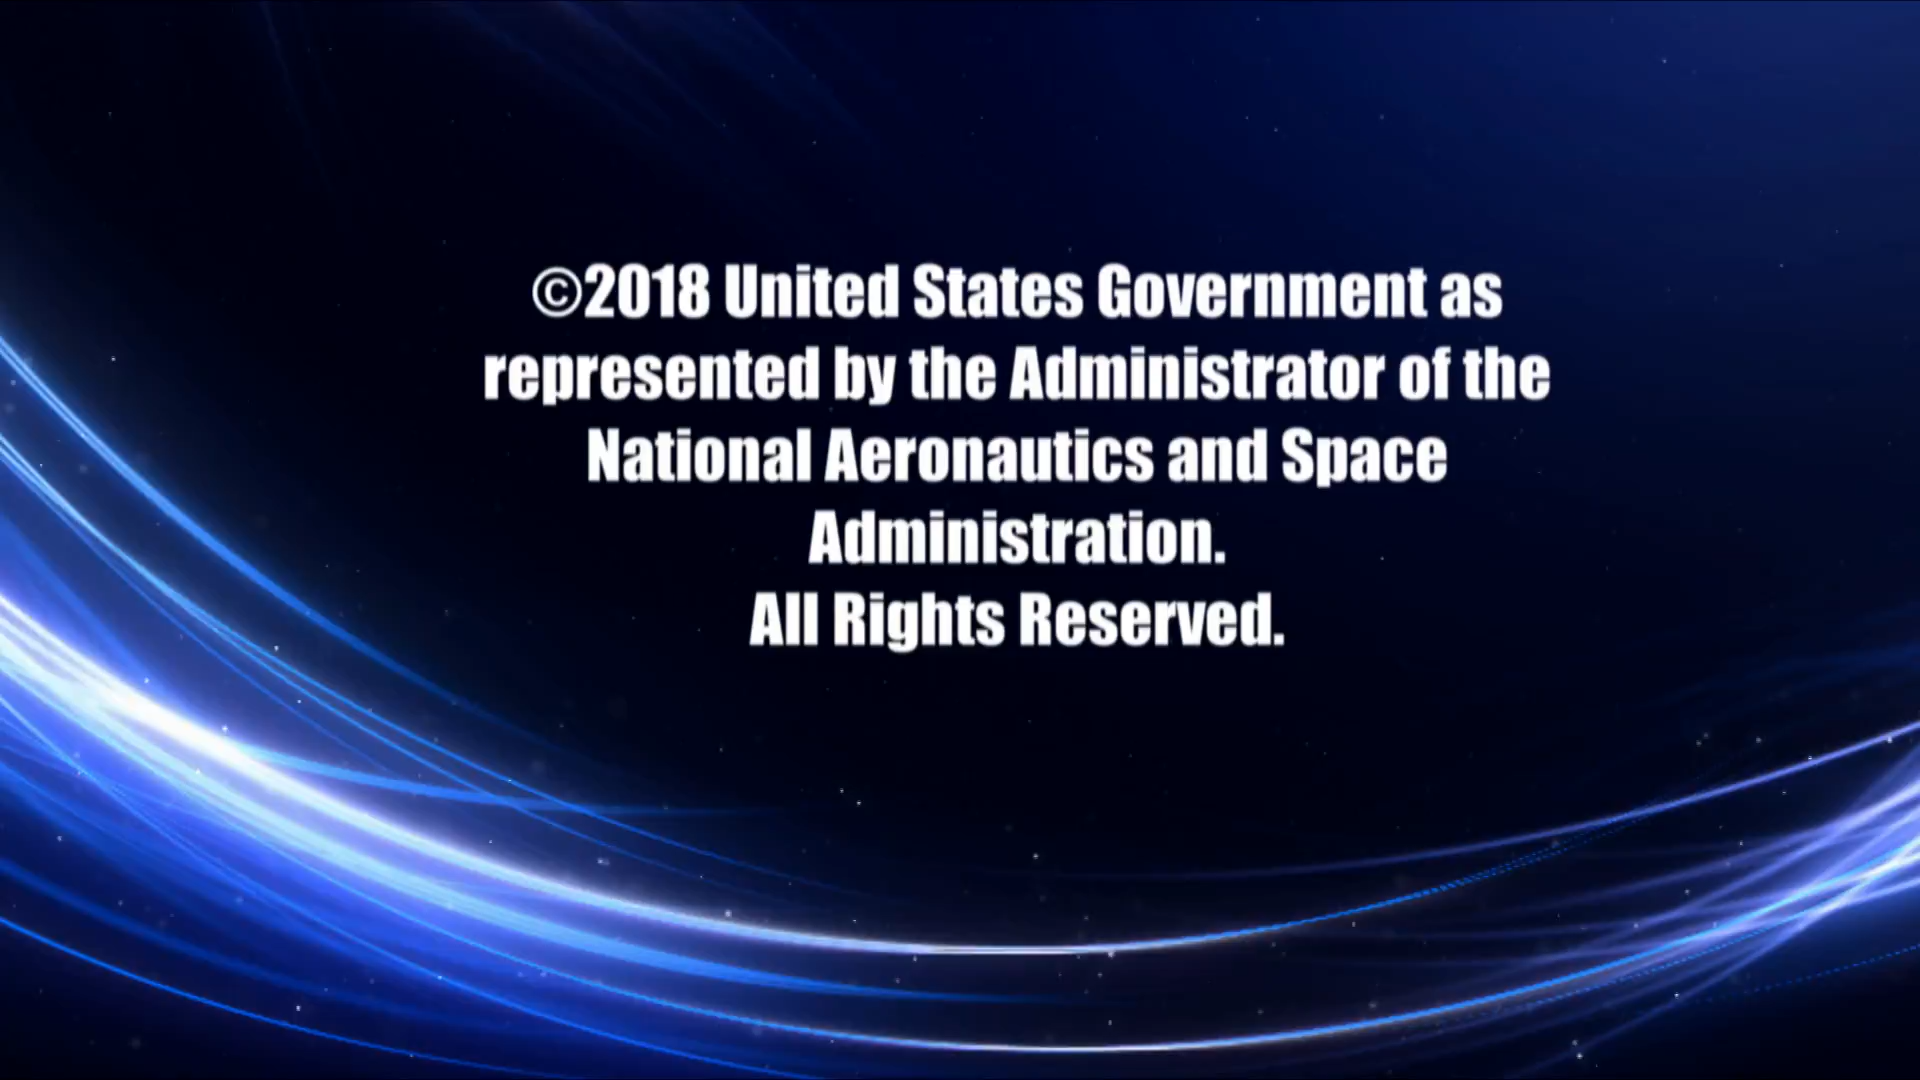 ©2018 United States Government as
represented by the Administrator of the
National Aeronautics and Space
Administration.
All Rights Reserved.